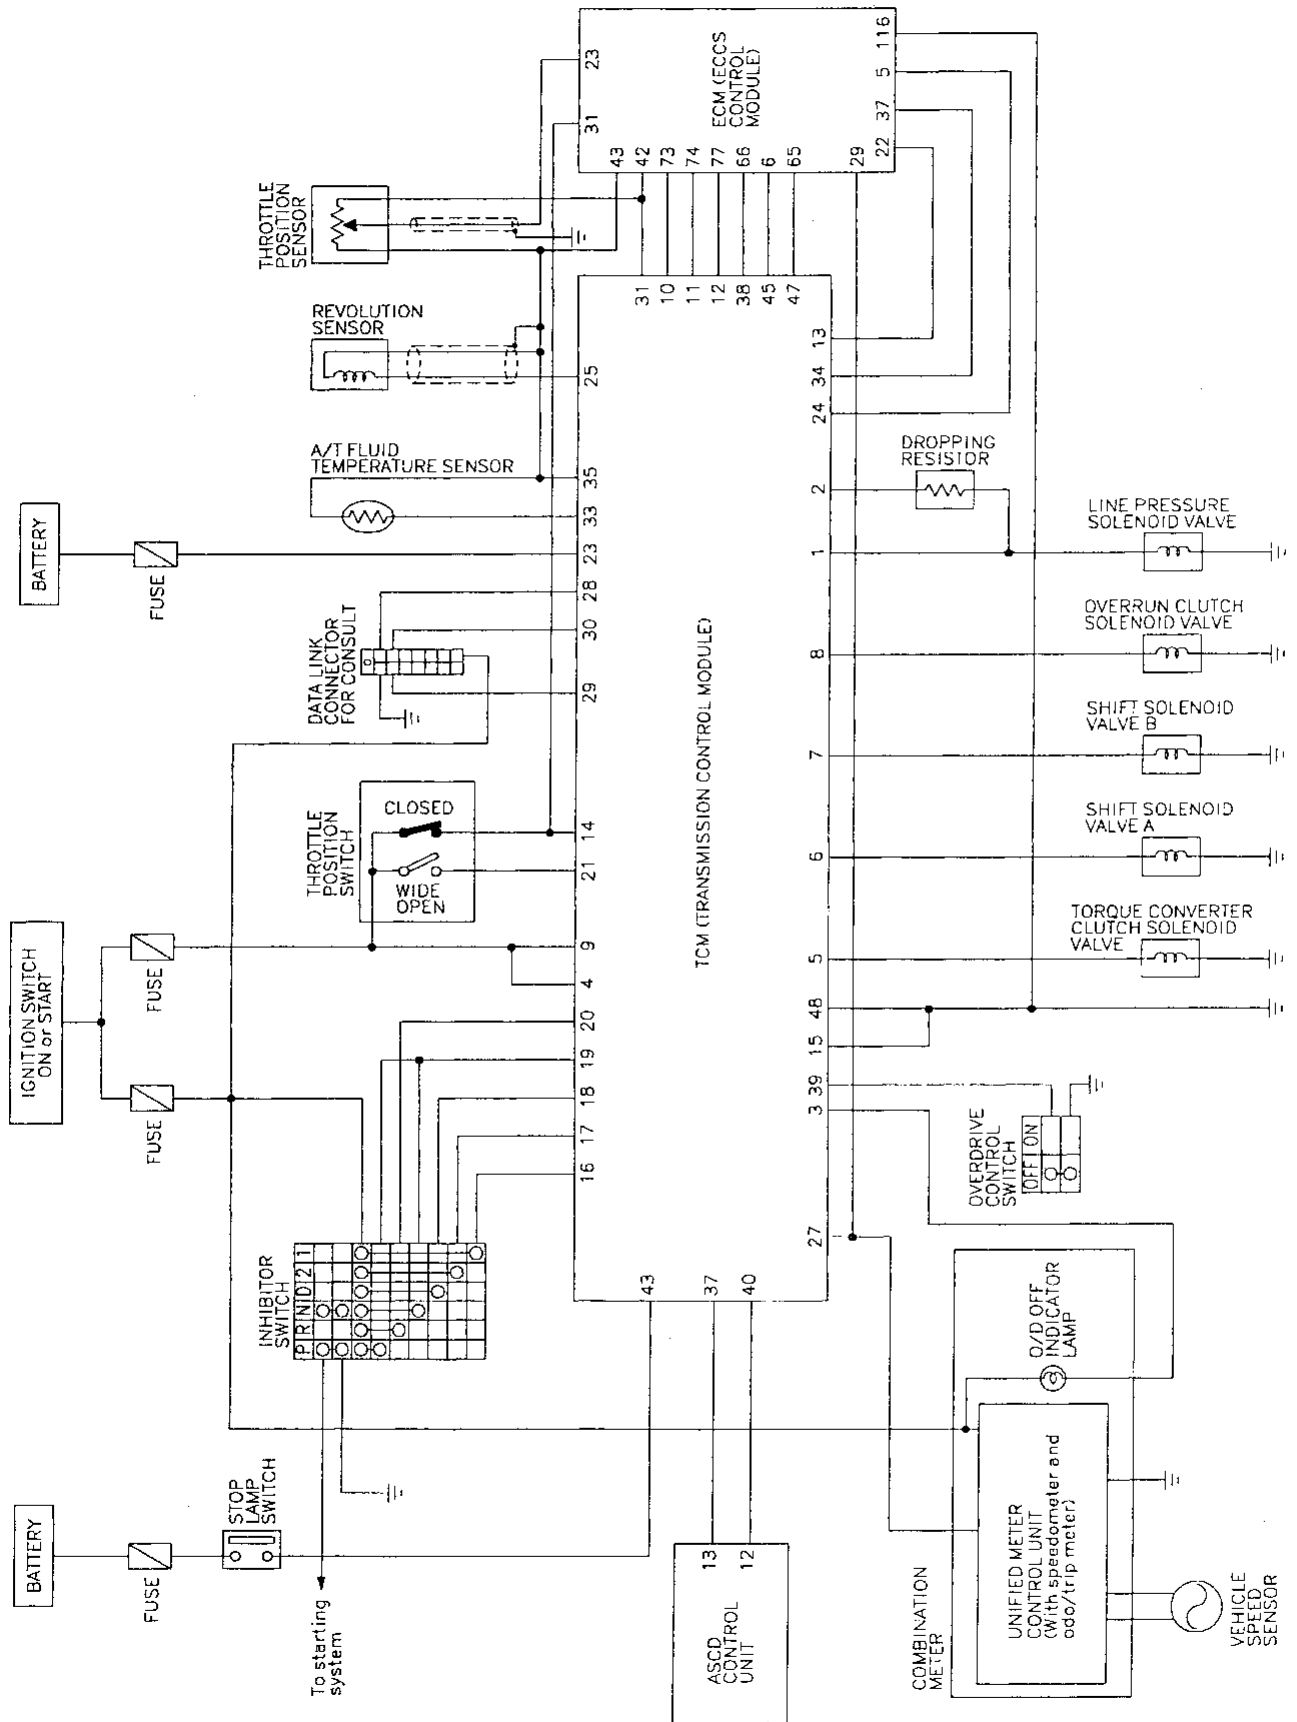 116
5
37
22
23
31
ECM (ECCS
CONTROL
MODULE)
43
42
73
74
77
66
6
65
29
THROTTLE
POSITION
SENSOR
31
10
11
12
38
45
47
REVOLUTION
SENSOR
25
13
34
24
A/T FLUID
TEMPERATURE SENSOR
35
33
DROPPING
RESISTOR
2
LINE PRESSURE
SOLENOID VALVE
1
BATTERY
FUSE
23
28
30
29
DATA LINK
CONNECTOR
FOR CONSULT
OVERRUN CLUTCH
SOLENOID VALVE
8
TCM (TRANSMISSION CONTROL MODULE)
SHIFT SOLENOID
VALVE B
7
THROTTLE
POSITION
SWITCH
CLOSED
WIDE
OPEN
14
21
SHIFT SOLENOID
VALVE A
6
IGNITION SWITCH
ON or START
FUSE
FUSE
9
4
20
19
18
17
16
TORQUE CONVERTER
CLUTCH SOLENOID
VALVE
5
48
15
39
3
27
OVERDRIVE
CONTROL
SWITCH
OFF
ON
INHIBITOR
SWITCH
P
R
N
D
2
1
43
37
40
O/D OFF
INDICATOR
LAMP
BATTERY
FUSE
STOP
LAMP
SWITCH
To starting
system
13
12
ASCD
CONTROL
UNIT
COMBINATION
METER
UNIFIED METER
CONTROL UNIT
(With speedometer and
odo/trip meter)
VEHICLE
SPEED
SENSOR